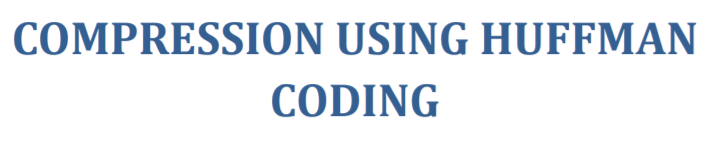 COMPRESSION USING HUFFMAN
CODING